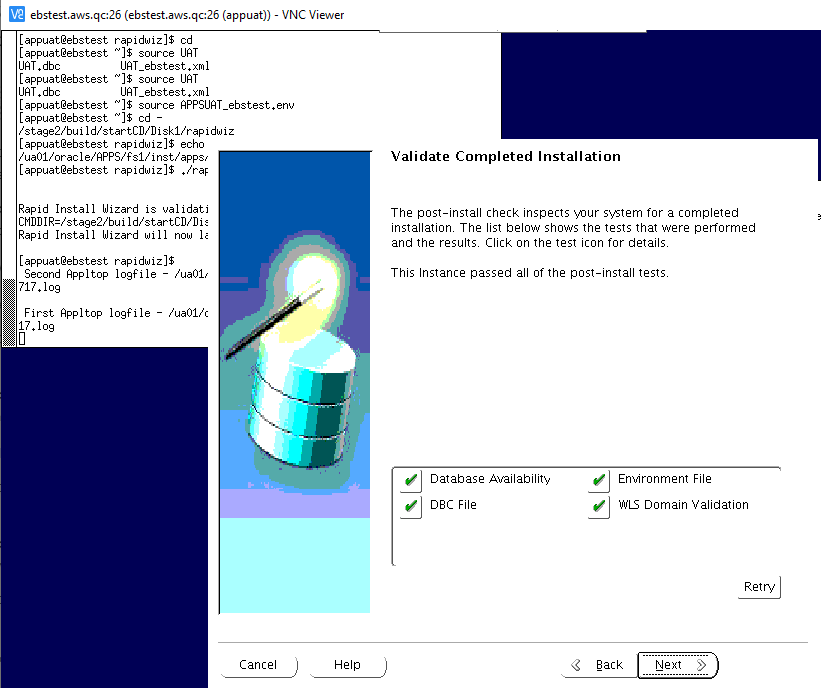 ebstest.aws.qc:26 (ebstest.aws.qc:26 (appuat)) - VNC Viewer
[appuat@ebstest rapidwiz]$ cd
[appuat@ebstest ~]$ source UAT
UAT.dbc UAT_ebstest.xml
[appuat@ebstest ~]$ source UAT
UAT.dbc UAT_ebstest.xml
[appuat@ebstest ~]$ source APPSUAT_ebstest.env
[appuat@ebstest ~]$ cd -
/stage2/build/startCD/Disk1/rapidwiz
[appuat@ebstest rapidwiz]$ echo
/ua01/oracle/APPS/fs1/inst/apps/
[appuat@ebstest rapidwiz]$ ./rap
Rapid Install Wizard is validati
CMDDIR=/stage2/build/startCD/Dis
Rapid Install Wizard will now la
[appuat@ebstest rapidwiz]$
Second Appltop logfile - /ua01/
717.log
First Appltop logfile - /ua01/o
17.log
Validate Completed Installation
The post-install check inspects your system for a completed
installation. The list below shows the tests that were performed
and the results. Click on the test icon for details.
This Instance passed all of the post-install tests.
Database Availability Environment File
DBC File WLS Domain Validation
Retry
Cancel Help Back Next